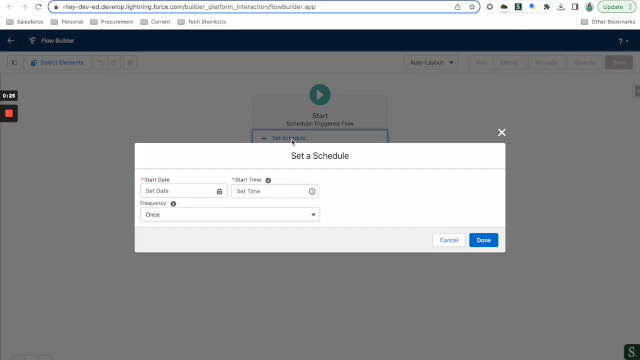 riley-dev-ed.develop.lightning.force.com/builder_platform_interaction/flowBuilder.app
Update
Salesforce
Personal
Procurement
Current
Tech Shortcuts
Other Bookmarks
Flow Builder
?
Select Elements
Auto-Layout
Run
Debug
Activate
Save As
Save
0:26
Start
Schedule-Triggered Flow
+ Set Schedule
Set a Schedule
*Start Date
*Start Time
Set Date
Set Time
Frequency
Once
Cancel
Done
S